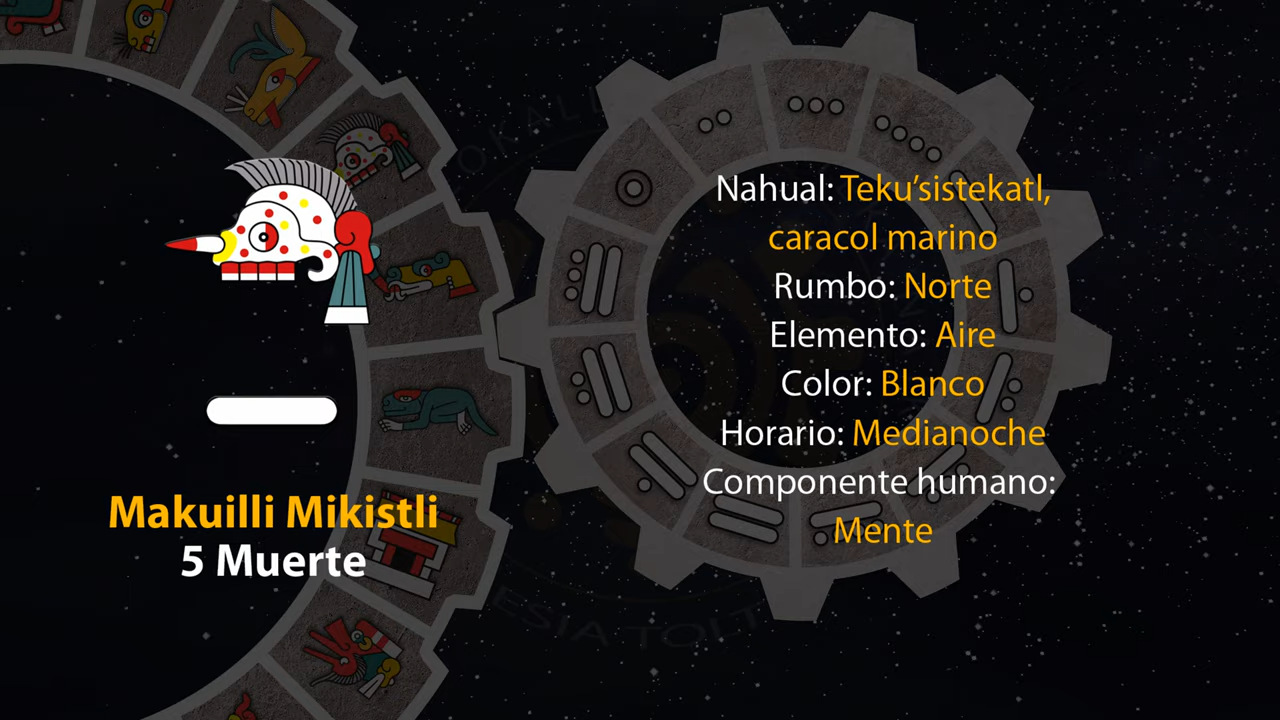 Makuilli Mikistli
5 Muerte
Nahual: Teku’sistekatl,
caracol marino
Rumbo: Norte
Elemento: Aire
Color: Blanco
Horario: Medianoche
Componente humano:
Mente